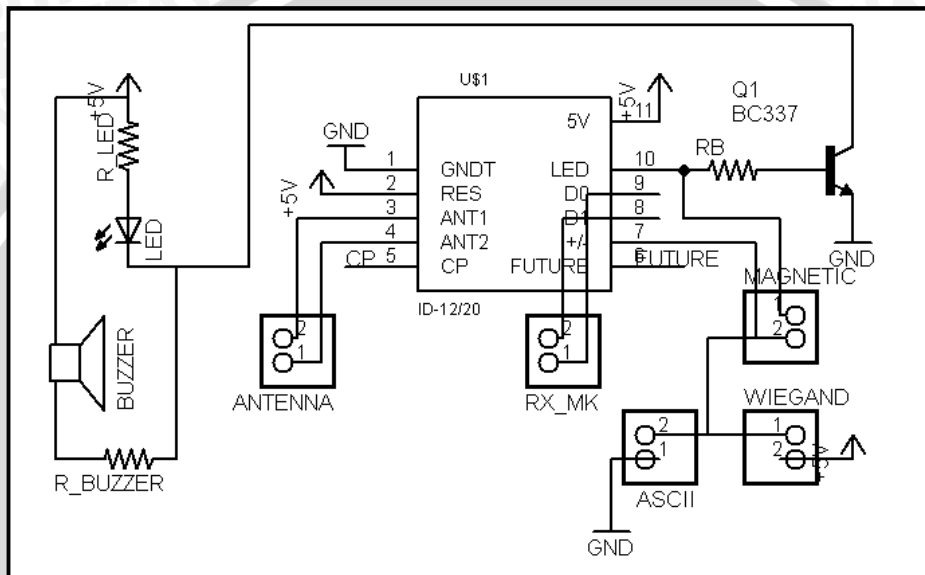 +5V
R_LED
LED
BUZZER
R_BUZZER
U$1
GND
+5V
1
2
3
4
5
CP
GNDT
RES
ANT1
ANT2
CP
5V
LED
D0
D1
+/-
FUTURE
11
10
9
8
7
6
FUTURE
+5V
ID-12/20
Q1
BC337
RB
GND
2
1
ANTENNA
2
1
RX_MK
MAGNETIC
1
2
WIEGAND
1
2
+5V
2
1
ASCII
GND